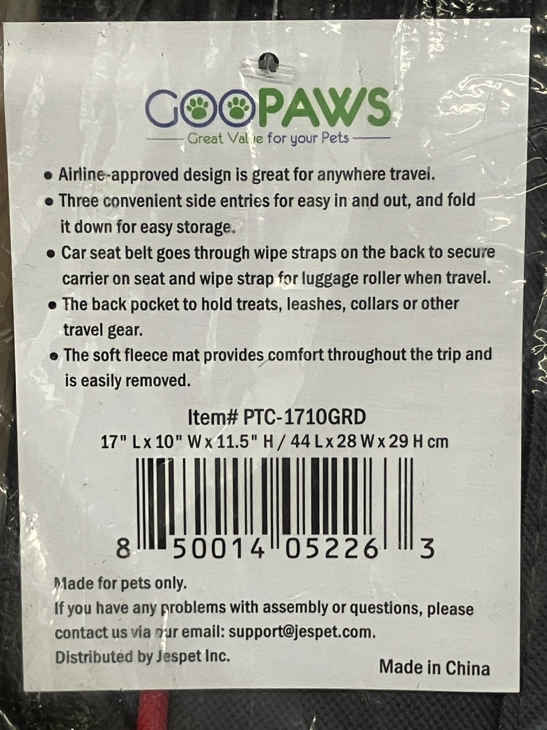 GOOPAWS
Great Value for your Pets
• Airline-approved design is great for anywhere travel.
• Three convenient side entries for easy in and out, and fold
it down for easy storage.
• Car seat belt goes through wipe straps on the back to secure
carrier on seat and wipe strap for luggage roller when travel.
• The back pocket to hold treats, leashes, collars or other
travel gear.
• The soft fleece mat provides comfort throughout the trip and
is easily removed.
Item# PTC-1710GRD
17" L x 10" W x 11.5" H / 44 L x 28 W x 29 H cm
8 50014 05226 3
Made for pets only.
If you have any problems with assembly or questions, please
contact us via our email: support@jespet.com.
Distributed by Jespet Inc.
Made in China